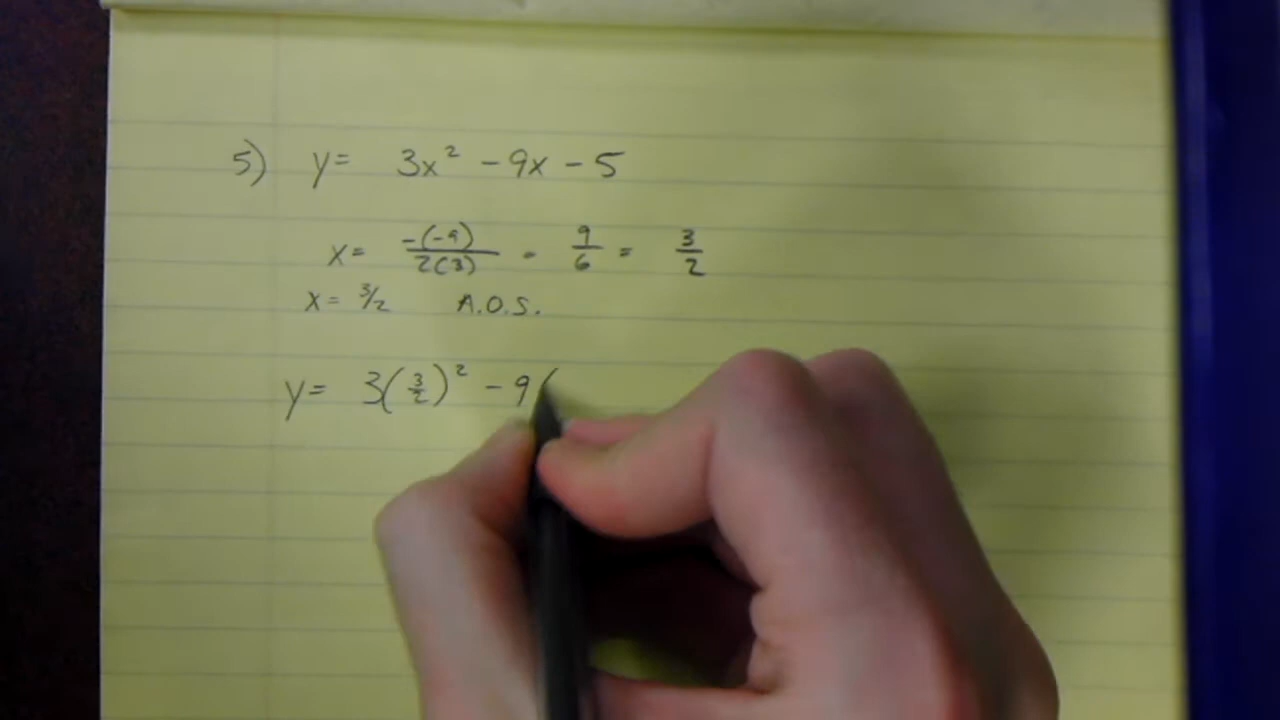 5) y= 3x² -9x -5
x= -(-9)/2(3) = 9/6 = 3/2
x= 3/2 A.O.S.
y= 3(3/2)² -9(